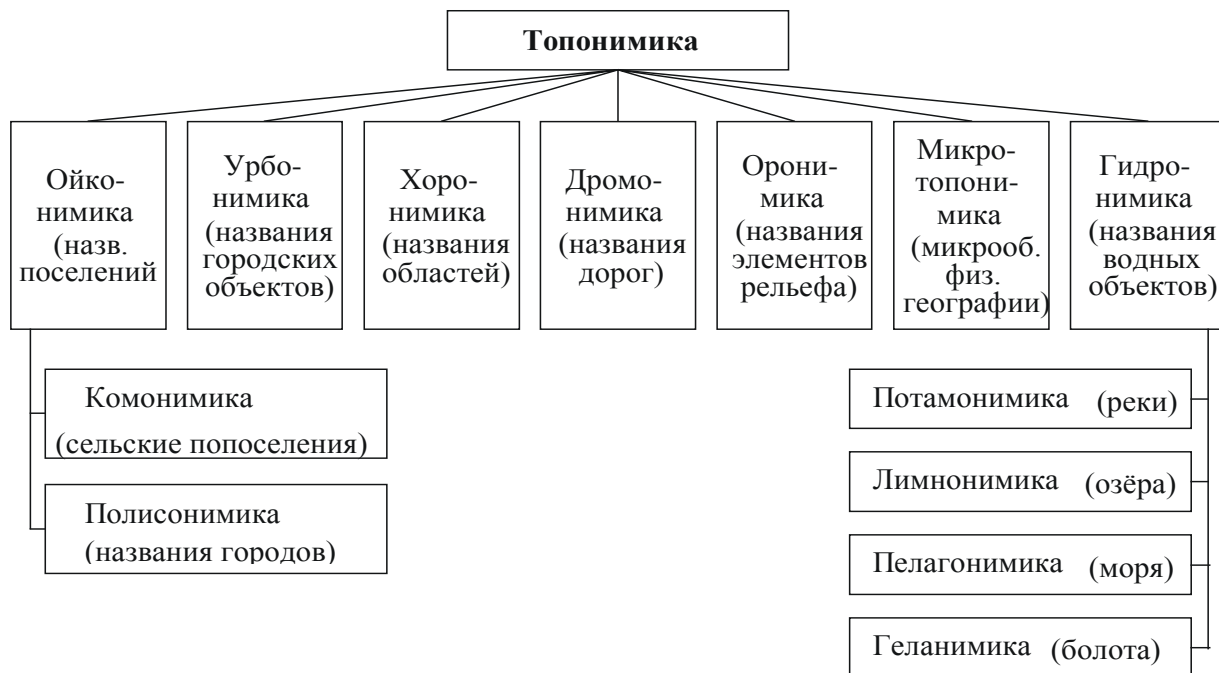 Топонимика
Ойко-
нимика
(назв.
поселений
Урбо-
нимика
(названия
городских
объектов)
Хоро-
нимика
(названия
областей)
Дромо-
нимика
(названия
дорог)
Орони-
мика
(названия
элементов
рельефа)
Микро-
топони-
мика
(микрооб.
физ.
географии)
Гидро-
нимика
(названия
водных
объектов)
Комонимика
(сельские попоселения)
Полисонимика
(названия городов)
Потамонимика (реки)
Лимнонимика (озёра)
Пелагонимика (моря)
Геланимика (болота)